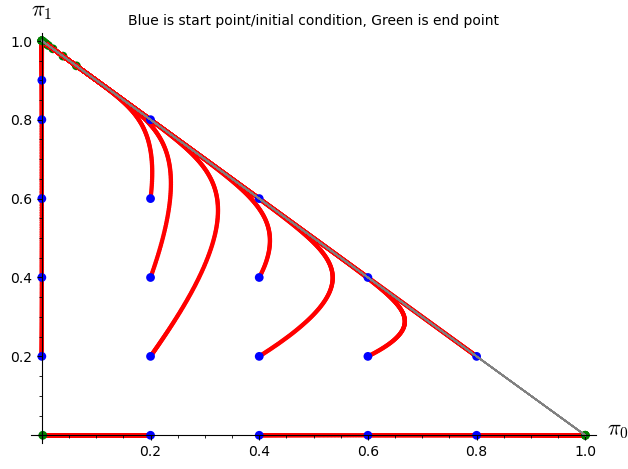 π₁
Blue is start point/initial condition, Green is end point
1.0
0.8
0.6
0.4
0.2
0.2 0.4 0.6 0.8 1.0
π₀